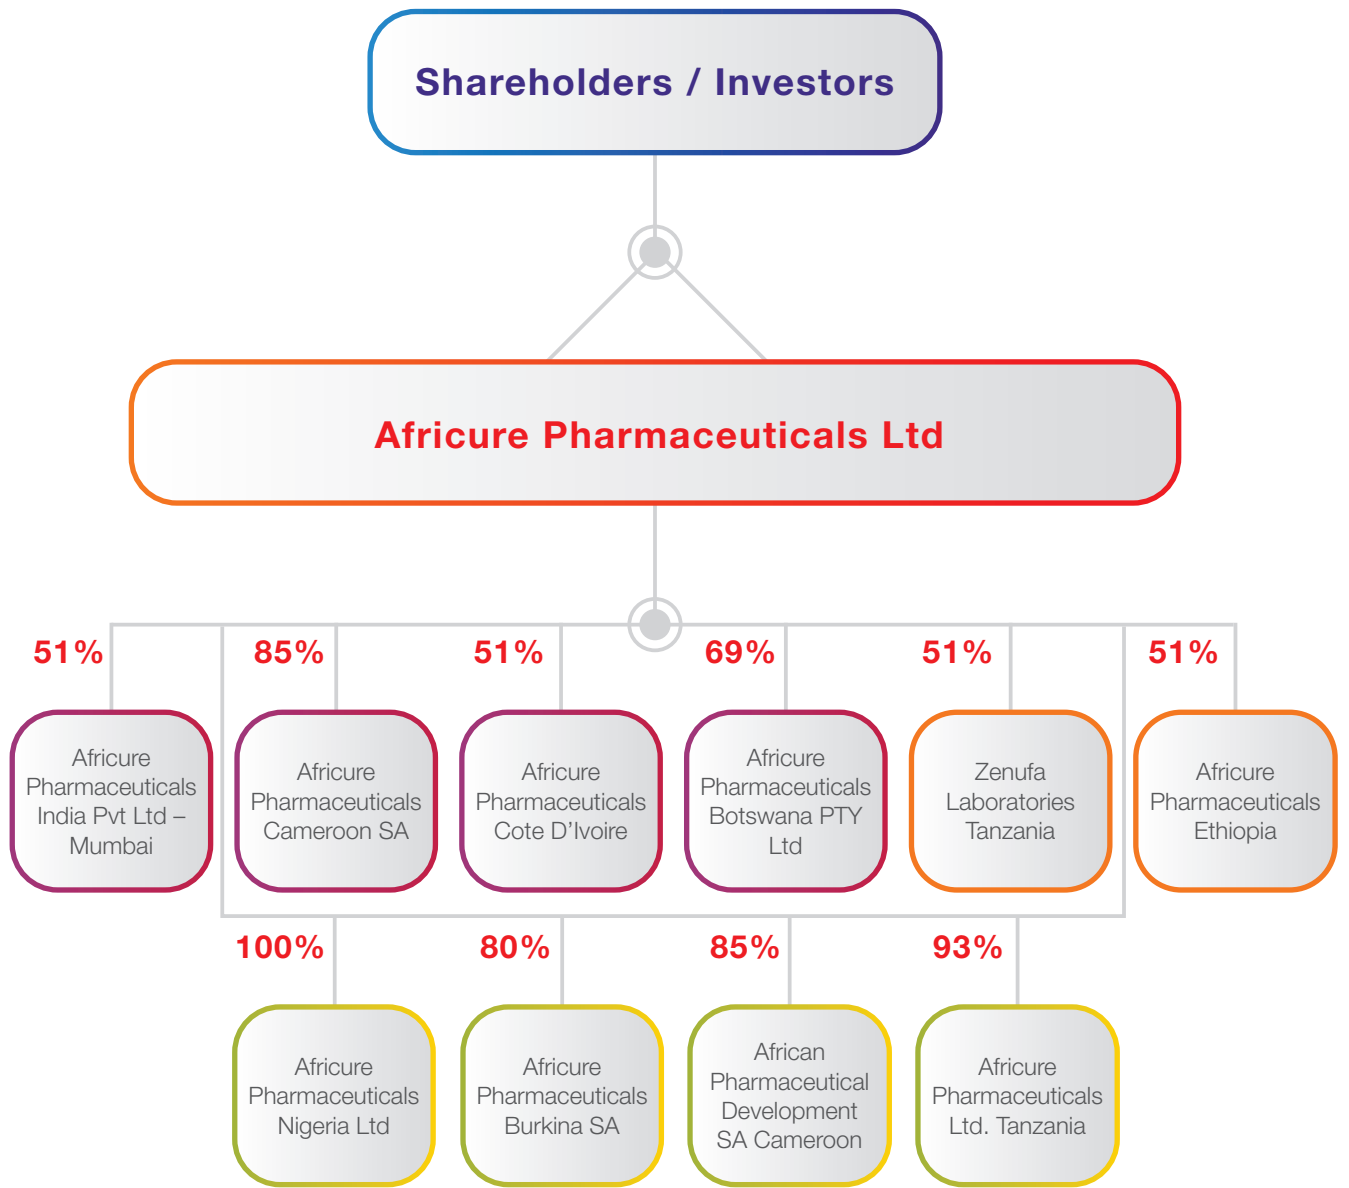 Shareholders / Investors
Africure Pharmaceuticals Ltd
51%
85%
51%
69%
51%
51%
Africure
Pharmaceuticals
India Pvt Ltd –
Mumbai
Africure
Pharmaceuticals
Cameroon SA
Africure
Pharmaceuticals
Cote D’Ivoire
Africure
Pharmaceuticals
Botswana PTY
Ltd
Zenufa
Laboratories
Tanzania
Africure
Pharmaceuticals
Ethiopia
100%
80%
85%
93%
Africure
Pharmaceuticals
Nigeria Ltd
Africure
Pharmaceuticals
Burkina SA
African
Pharmaceutical
Development
SA Cameroon
Africure
Pharmaceuticals
Ltd. Tanzania